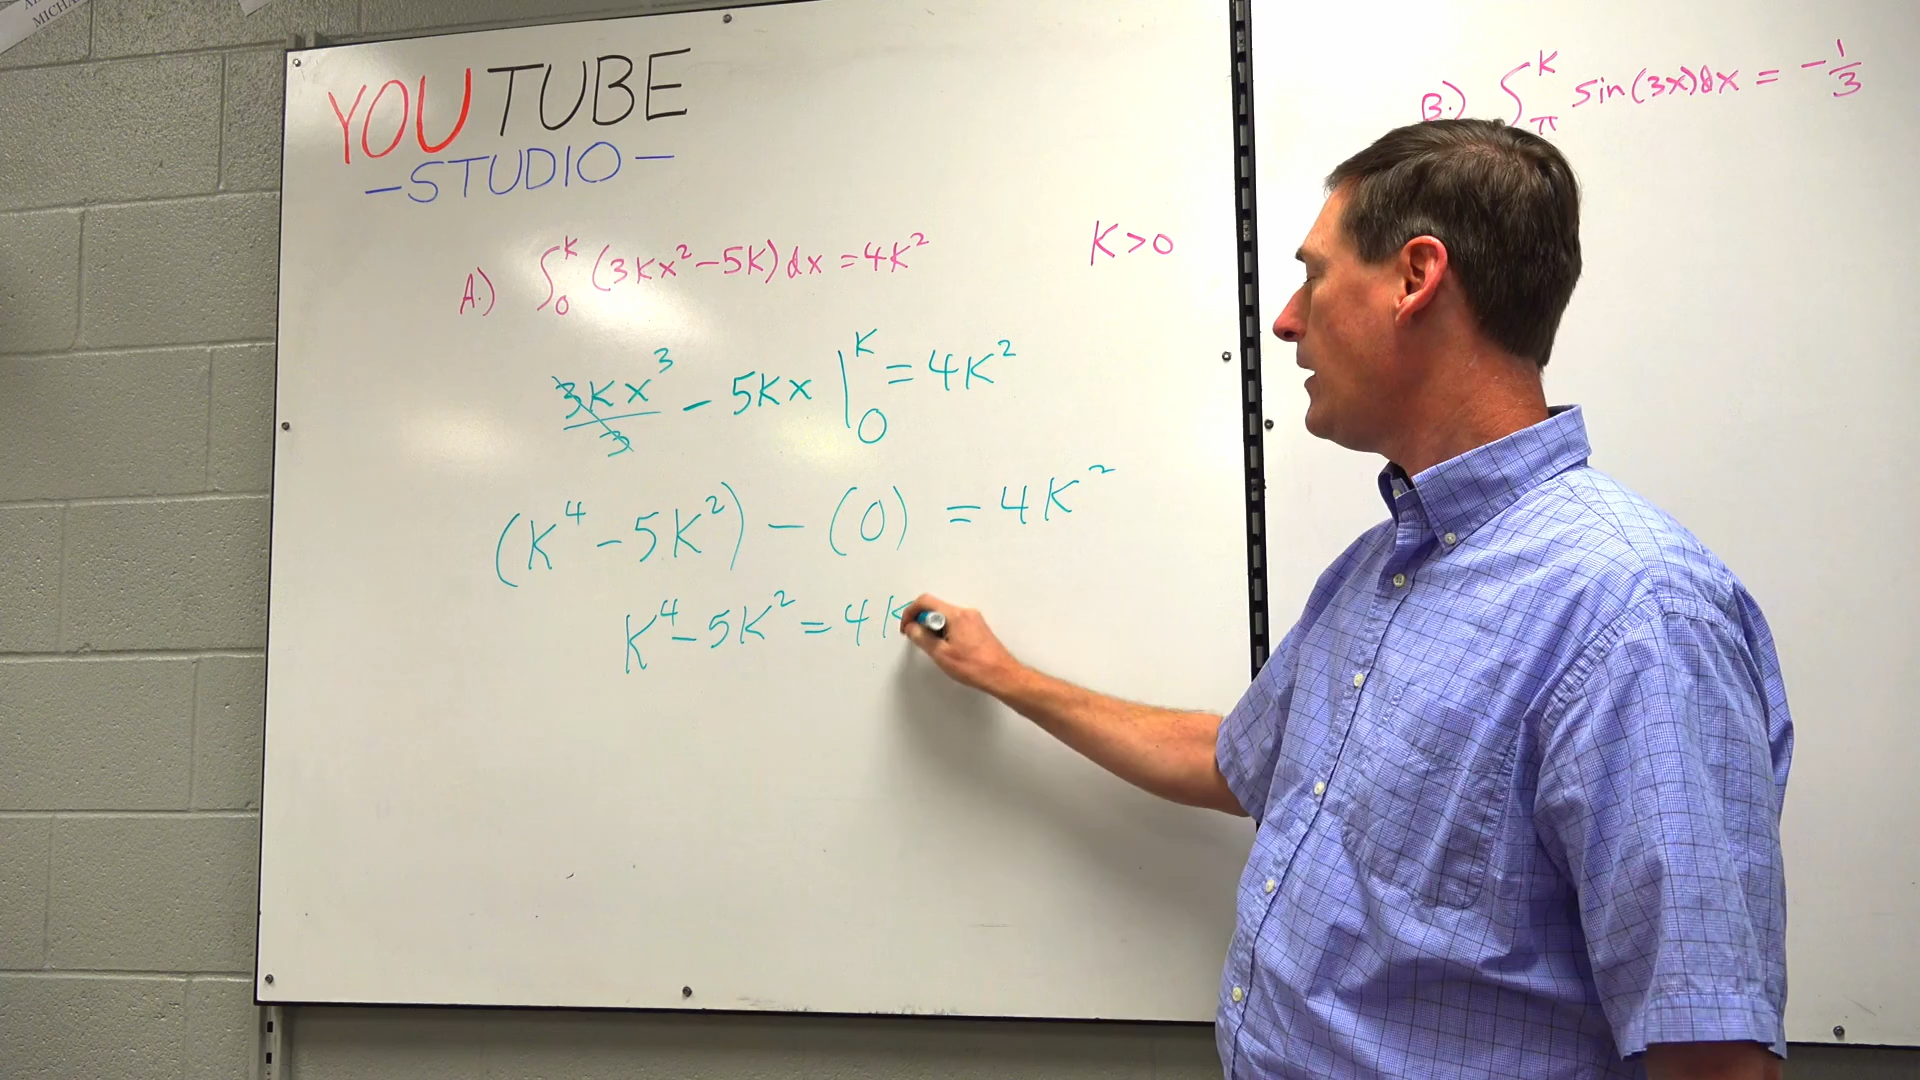 YOUTUBE
-STUDIO-
A.) ∫₀ᴷ (3Kx²-5K)dx=4K²
K>0
3Kx³/3 - 5Kx |₀ᴷ = 4K²
(K⁴-5K²)-(0) = 4K²
K⁴-5K²=4K
B.) ∫_π^K sin(3x)dx = -1/3